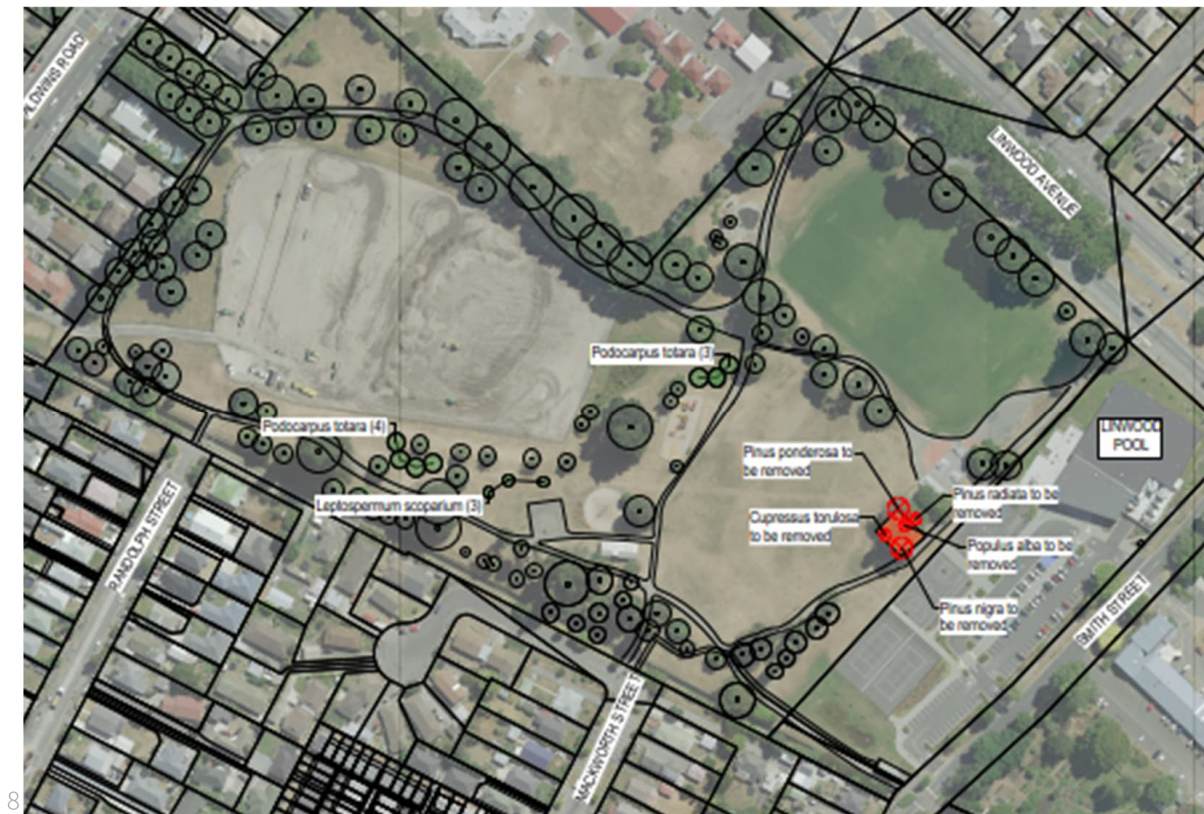 ALDWINS ROAD
LINWOOD AVENUE
Podocarpus totara (3)
Podocarpus totara (4)
LINWOOD
POOL
Pinus ponderosa to
be removed
Leptospermum scoparium (3)
Pinus radiata to be
removed
Cupressus torulosa
to be removed
Populus alba to be
removed
RANDOLPH STREET
Pinus nigra to
be removed
SMITH STREET
MACKWORTH STREET
8